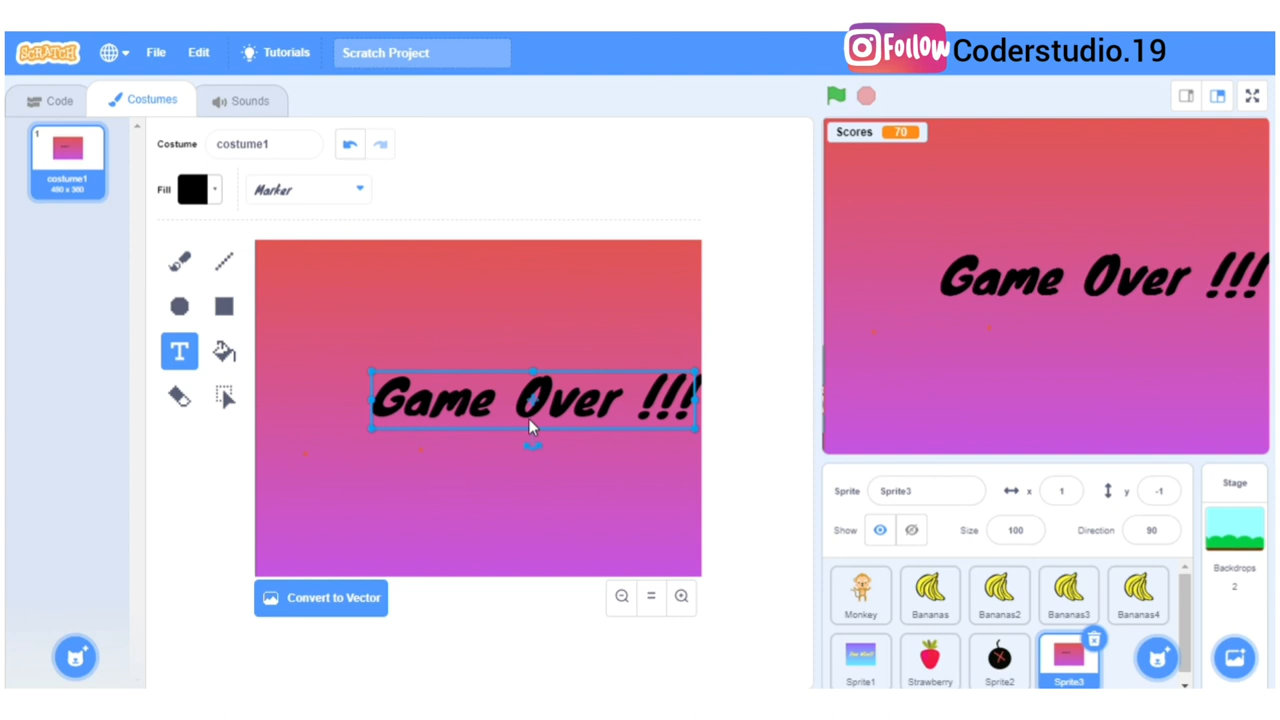 Follow Coderstudio.19
SCRATCH File Edit Tutorials Scratch Project
Code Costumes Sounds
1
costume1
480 x 360
Costume costume1
Fill Marker
T
Game Over !!!
Convert to Vector
Scores 70
Game Over !!!
Sprite Sprite3 x 1 y -1
Show Size 100 Direction 90
Stage
Backdrops
2
Monkey Bananas Bananas2 Bananas3 Bananas4
Sprite1 Strawberry Sprite2 Sprite3